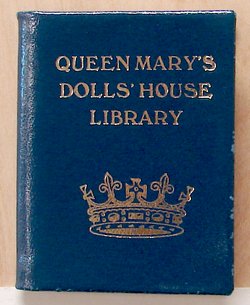 QUEEN MARY'S
DOLLS' HOUSE
LIBRARY